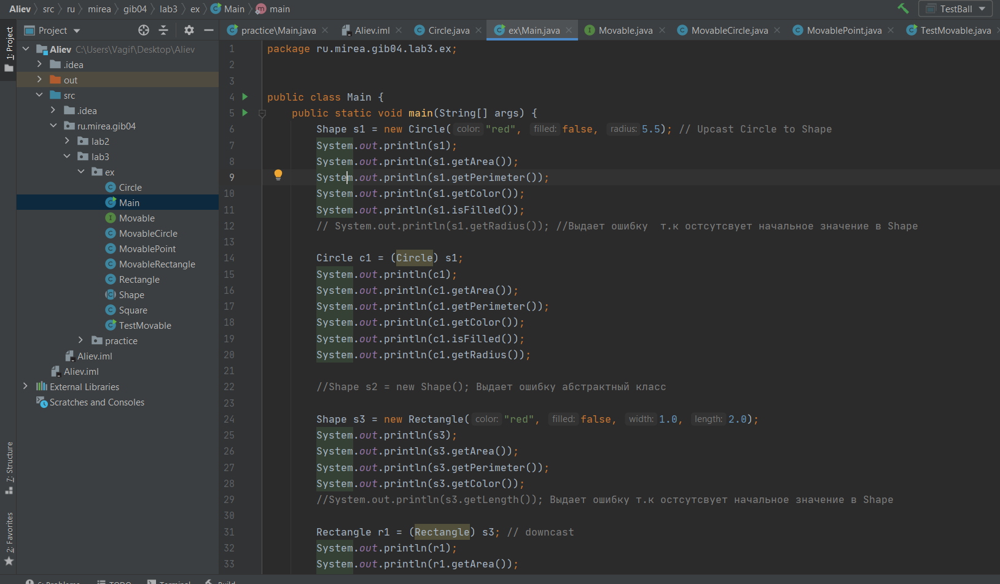 Aliev src ru mirea gib04 lab3 ex Main main TestBall
1: Project
Project
practice\Main.java Aliev.iml Circle.java ex\Main.java Movable.java MovableCircle.java MovablePoint.java TestMovable.java
Aliev C:\Users\Vagif\Desktop\Aliev
.idea
out
src
.idea
ru.mirea.gib04
lab2
lab3
ex
Circle
Main
Movable
MovableCircle
MovablePoint
MovableRectangle
Rectangle
Shape
Square
TestMovable
practice
Aliev.iml
Aliev.iml
External Libraries
Scratches and Consoles
7: Structure
2: Favorites
1 package ru.mirea.gib04.lab3.ex;
2
3
4 public class Main {
5 public static void main(String[] args) {
6 Shape s1 = new Circle( color: "red", filled: false, radius: 5.5); // Upcast Circle to Shape
7 System.out.println(s1);
8 System.out.println(s1.getArea());
9 System.out.println(s1.getPerimeter());
10 System.out.println(s1.getColor());
11 System.out.println(s1.isFilled());
12 // System.out.println(s1.getRadius()); //Выдает ошибку  т.к остсутсвует начальное значение в Shape
13
14 Circle c1 = (Circle) s1;
15 System.out.println(c1);
16 System.out.println(c1.getArea());
17 System.out.println(c1.getPerimeter());
18 System.out.println(c1.getColor());
19 System.out.println(c1.isFilled());
20 System.out.println(c1.getRadius());
21
22 //Shape s2 = new Shape(); Выдает ошибку абстрактный класс
23
24 Shape s3 = new Rectangle( color: "red", filled: false, width: 1.0, length: 2.0);
25 System.out.println(s3);
26 System.out.println(s3.getArea());
27 System.out.println(s3.getPerimeter());
28 System.out.println(s3.getColor());
29 //System.out.println(s3.getLength()); Выдает ошибку т.к остсутсвует начальное значение в Shape
30
31 Rectangle r1 = (Rectangle) s3; // downcast
32 System.out.println(r1);
33 System.out.println(r1.getArea());
6: Problems TODO Terminal Build